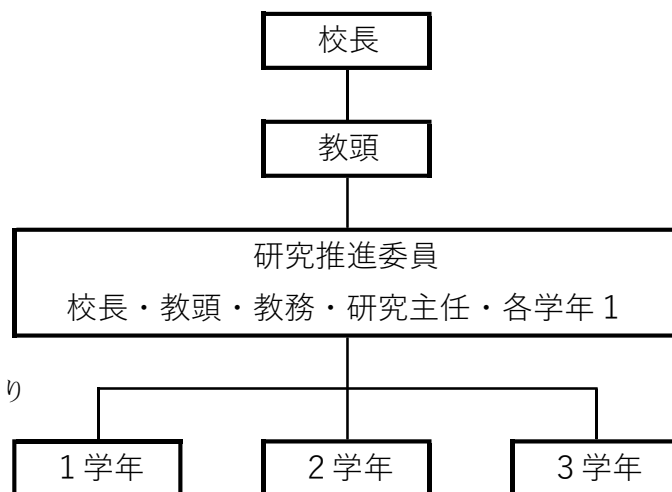 校長
教頭
研究推進委員
校長・教頭・教務・研究主任・各学年1
り
1学年
2学年
3学年